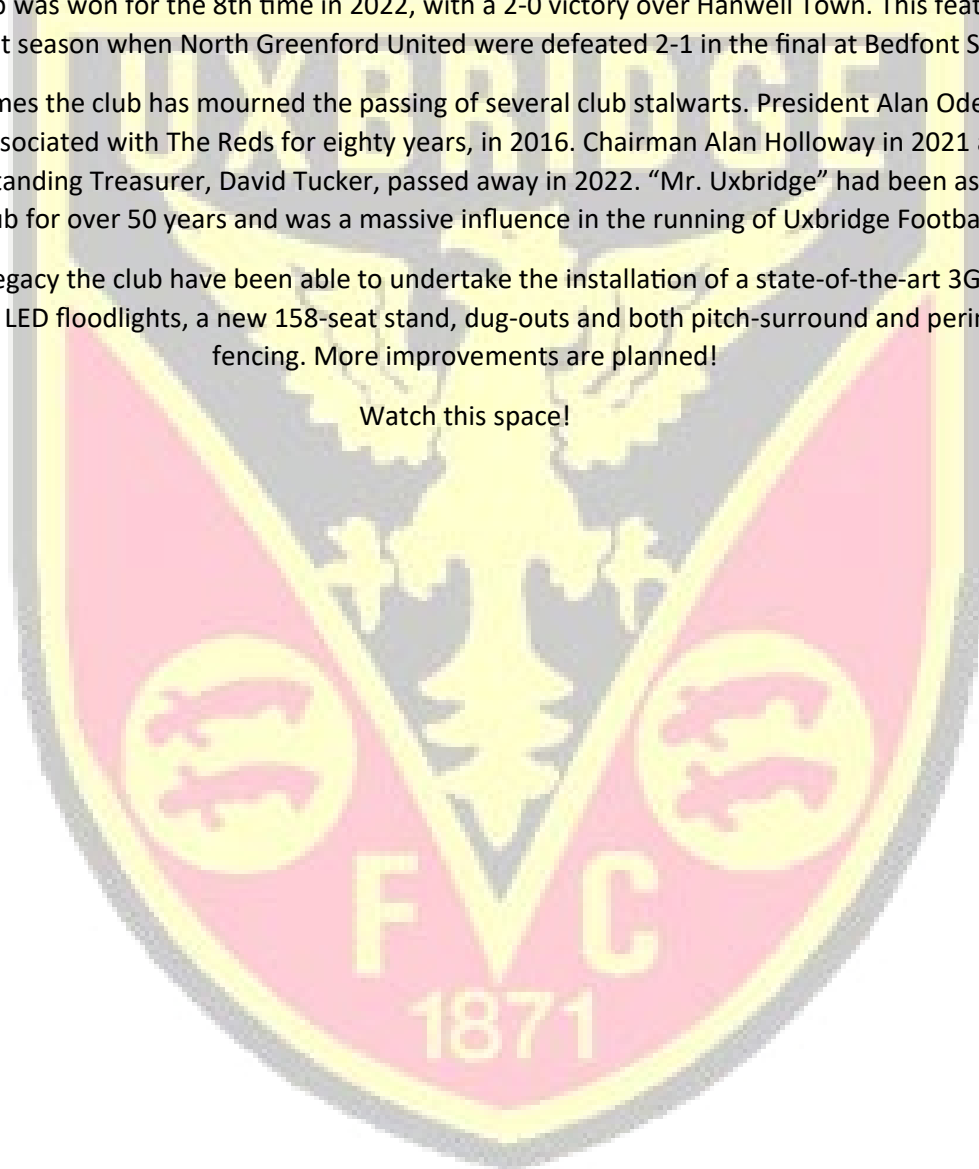 was won for the 8th time in 2022, with a 2-0 victory over Hanwell Town. This feat
t season when North Greenford United were defeated 2-1 in the final at Bedfont S
mes the club has mourned the passing of several club stalwarts. President Alan Ode
sociated with The Reds for eighty years, in 2016. Chairman Alan Holloway in 2021
tanding Treasurer, David Tucker, passed away in 2022. “Mr. Uxbridge” had been as
ub for over 50 years and was a massive influence in the running of Uxbridge Footba
egacy the club have been able to undertake the installation of a state-of-the-art 3G
LED floodlights, a new 158-seat stand, dug-outs and both pitch-surround and perim
fencing. More improvements are planned!
Watch this space!
UXBRIDGE
F C
1871